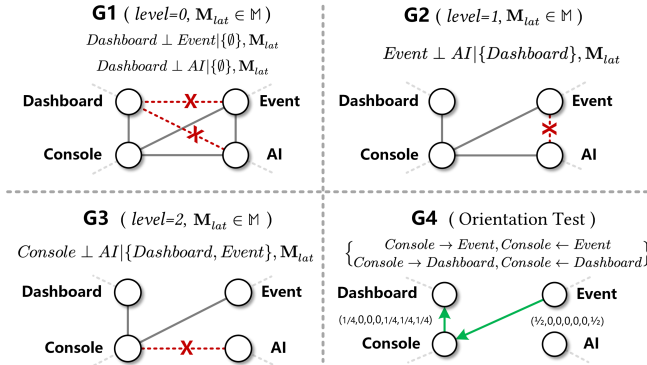 G1 ( level=0, M_lat ∈ 𝕄 )
Dashboard ⊥ Event|{∅}, M_lat
Dashboard ⊥ AI|{∅}, M_lat
Dashboard X Event
X
Console AI
G2 ( level=1, M_lat ∈ 𝕄 )
Event ⊥ AI|{Dashboard}, M_lat
Dashboard Event
X
Console AI
G3 ( level=2, M_lat ∈ 𝕄 )
Console ⊥ AI|{Dashboard, Event}, M_lat
Dashboard Event
Console X AI
G4 ( Orientation Test )
{ Console → Event, Console ← Event
Console → Dashboard, Console ← Dashboard }
Dashboard Event
(1/4,0,0,0,1/4,1/4,1/4) (½,0,0,0,0,0,½)
Console AI